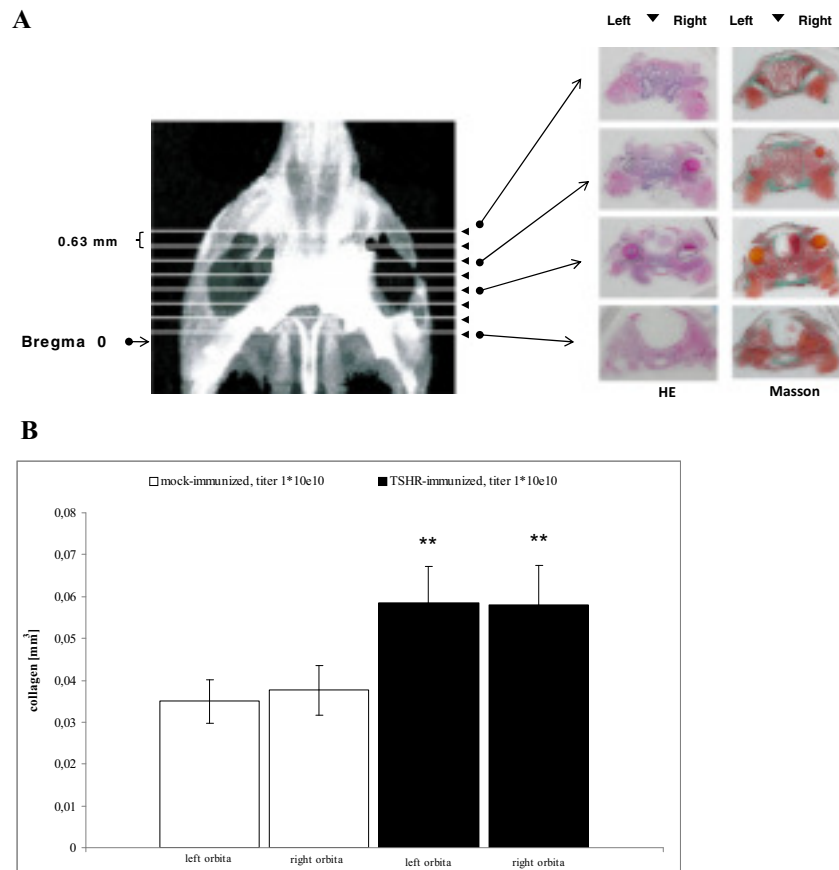 A
Left Right Left Right
0.63 mm
Bregma 0
HE Masson
B
mock-immunized, titer 1*10e10 TSHR-immunized, titer 1*10e10
0,08
** **
0,07
0,06
0,05
0,04
0,03
0,02
0,01
0
collagen [mm³]
left orbita right orbita left orbita right orbita